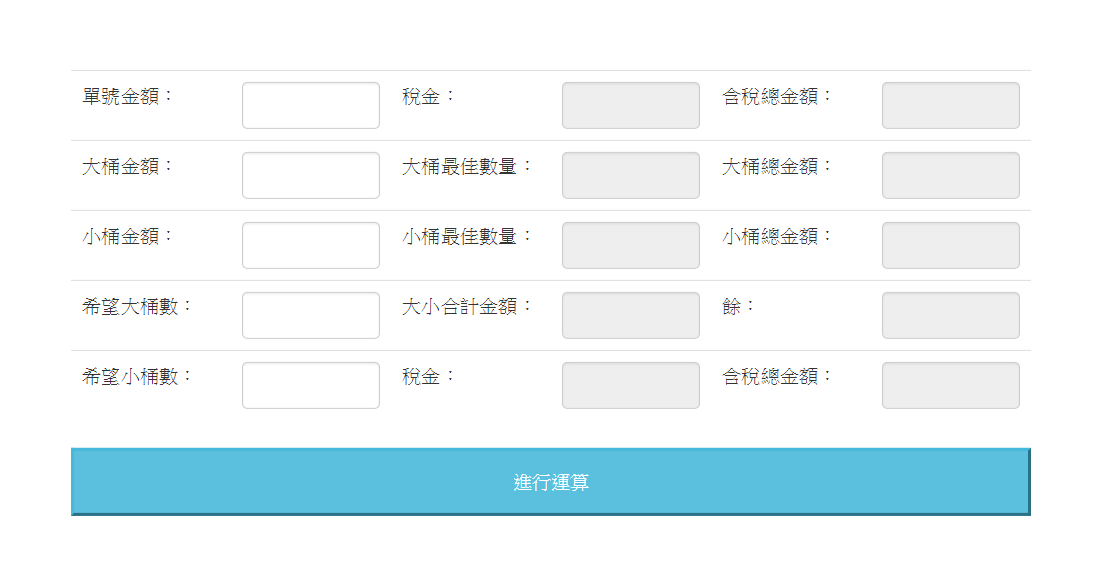 單號金額： 稅金： 含稅總金額：
大桶金額： 大桶最佳數量： 大桶總金額：
小桶金額： 小桶最佳數量： 小桶總金額：
希望大桶數： 大小合計金額： 餘：
希望小桶數： 稅金： 含稅總金額：
進行運算